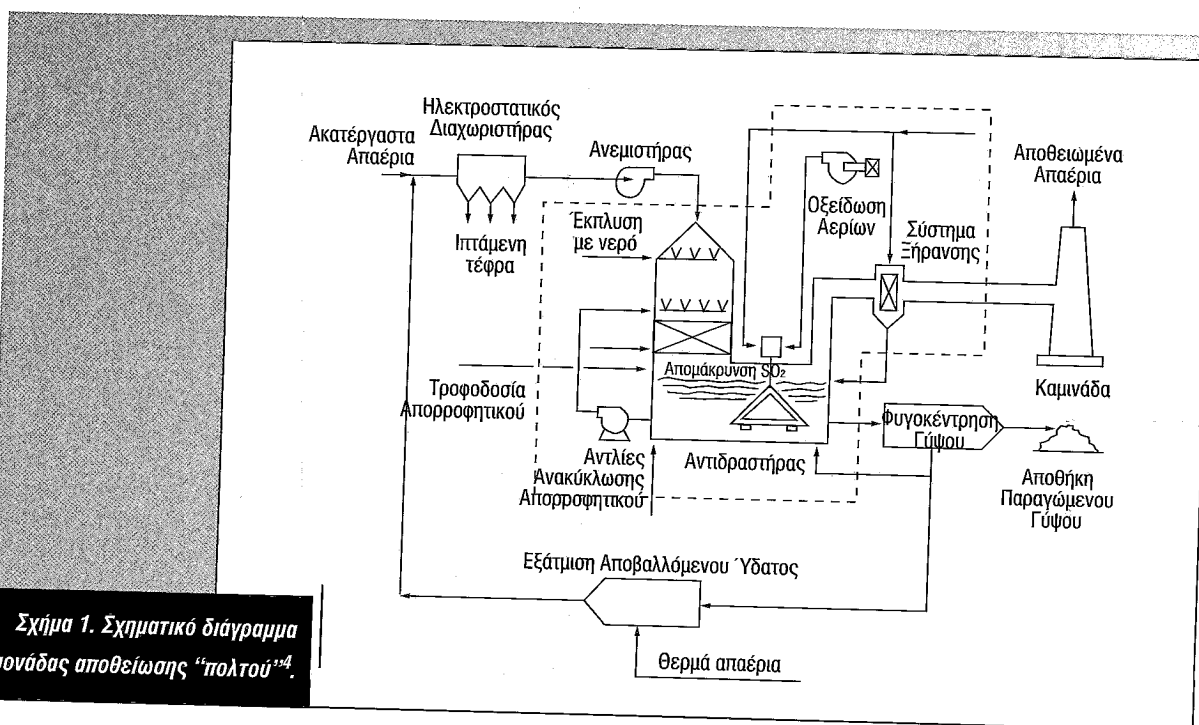 Ηλεκτροστατικός
Διαχωριστήρας
Ακατέργαστα
Απαέρια
Ανεμιστήρας
Αποθειωμένα
Απαέρια
Οξείδωση
Αερίων
Έκπλυση
με νερό
Ιπτάμενη
τέφρα
Σύστημα
Ξήρανσης
Απομάκρυνση SO₂
Τροφοδοσία
Απορροφητικού
Καμινάδα
Φυγοκέντρηση
Γύψου
Αντλίες
Ανακύκλωσης
Απορροφητικού
Αντιδραστήρας
Αποθήκη
Παραγώμενου
Γύψου
Εξάτμιση Αποβαλλόμενου Ύδατος
Θερμά απαέρια
Σχήμα 1. Σχηματικό διάγραμμα
μονάδας αποθείωσης “πολτού”⁴.